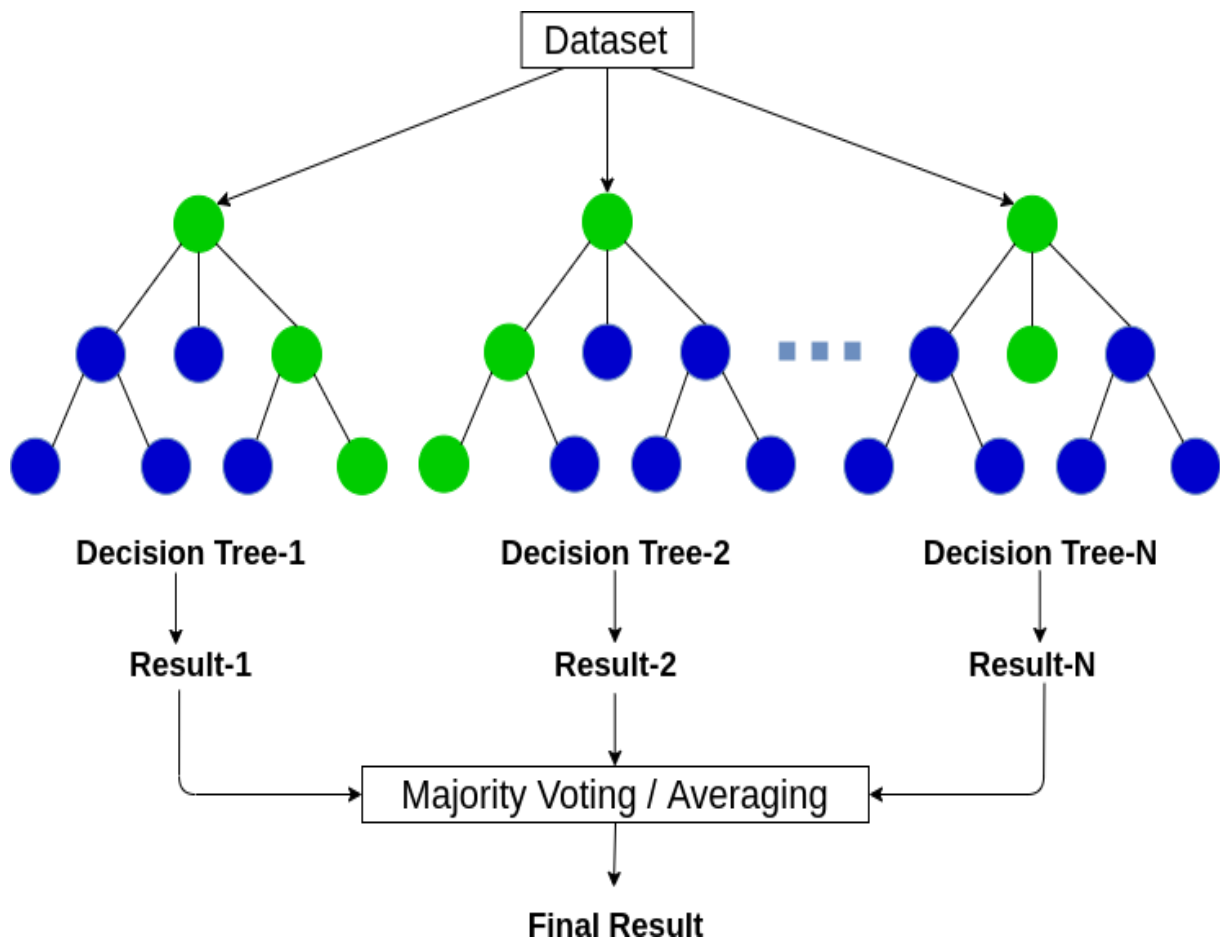 Dataset
Decision Tree-1
Decision Tree-2
Decision Tree-N
Result-1
Result-2
Result-N
Majority Voting / Averaging
Final Result